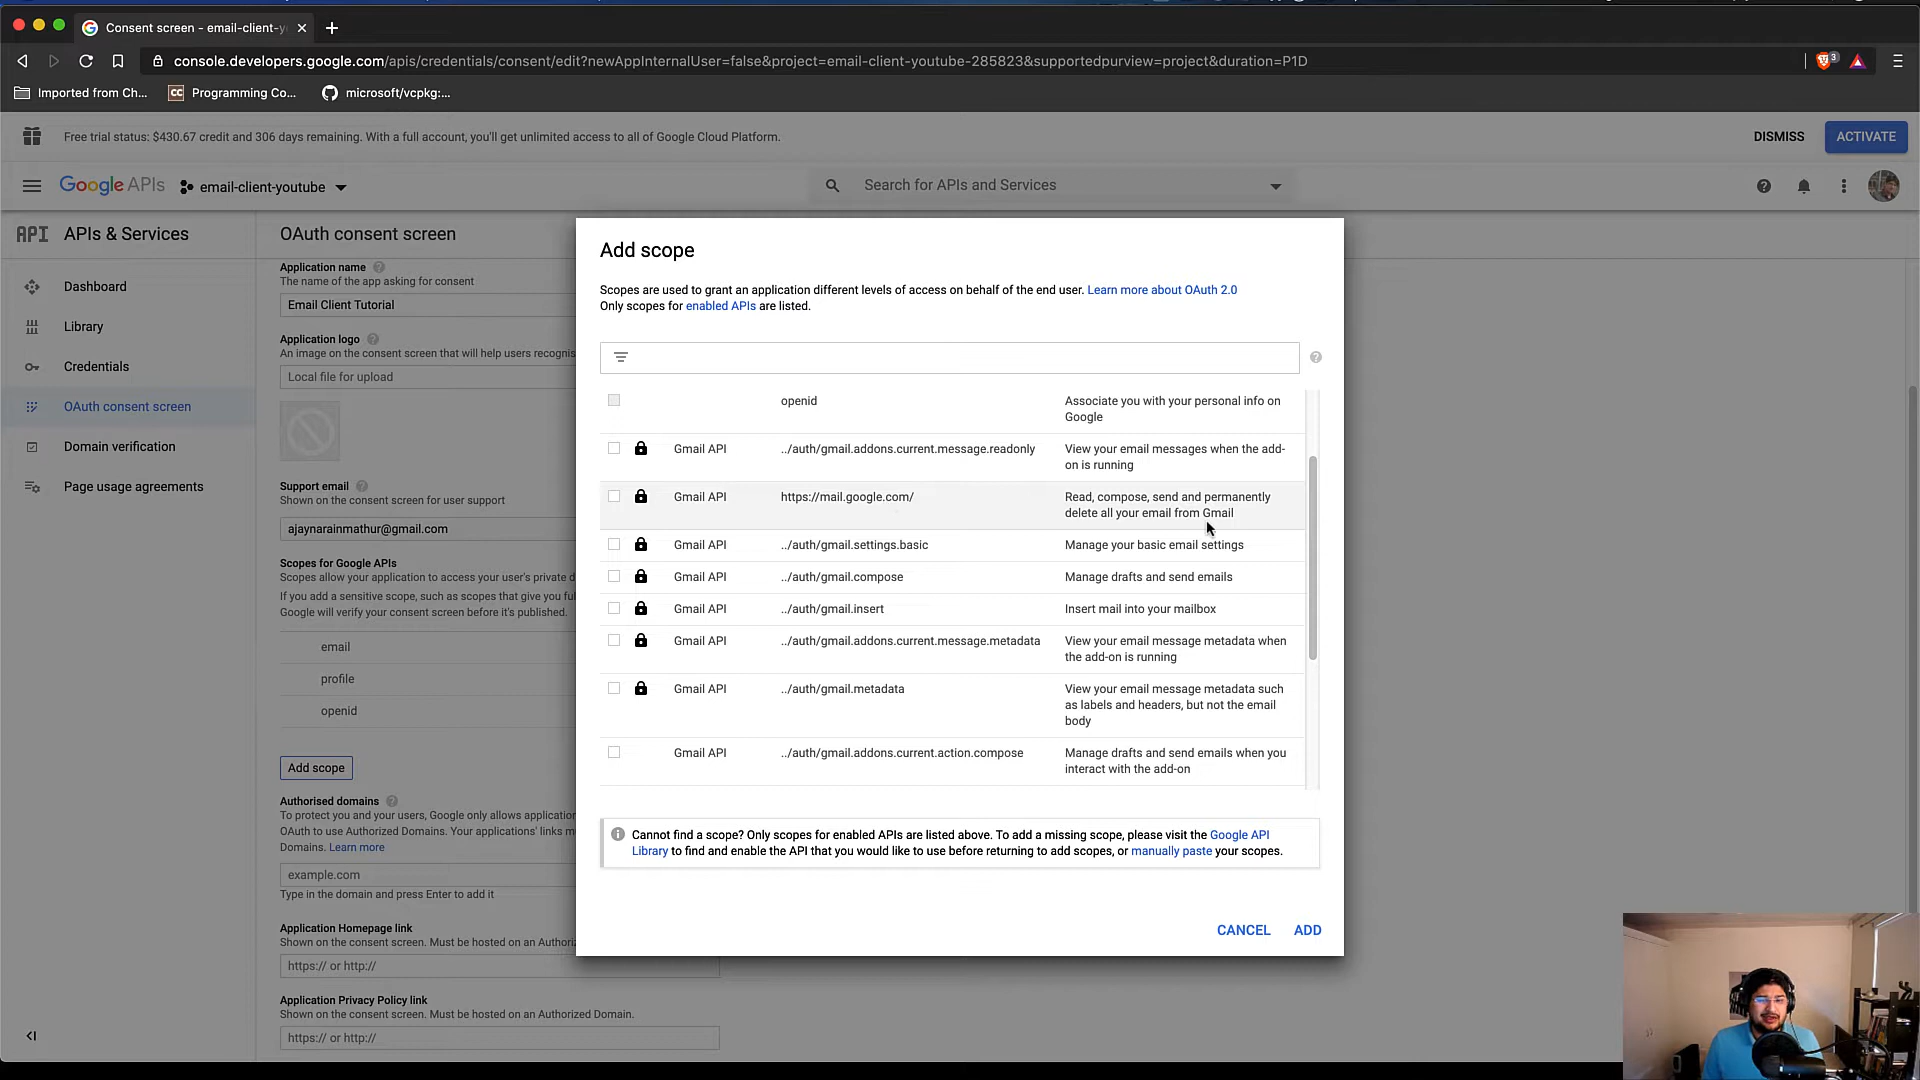 Consent screen - email-client-y
console.developers.google.com/apis/credentials/consent/edit?newAppInternalUser=false&project=email-client-youtube-285823&supportedpurview=project&duration=P1D
3
Imported from Ch...
CC
Programming Co...
microsoft/vcpkg:...
Free trial status: $430.67 credit and 306 days remaining. With a full account, you'll get unlimited access to all of Google Cloud Platform.
DISMISS
ACTIVATE
Google APIs
email-client-youtube
Search for APIs and Services
API
APIs & Services
Dashboard
Library
Credentials
OAuth consent screen
Domain verification
Page usage agreements
OAuth consent screen
Application name
The name of the app asking for consent
Email Client Tutorial
Application logo
An image on the consent screen that will help users recognis
Local file for upload
Support email
Shown on the consent screen for user support
ajaynarainmathur@gmail.com
Scopes for Google APIs
Scopes allow your application to access your user's private d
If you add a sensitive scope, such as scopes that give you ful
Google will verify your consent screen before it's published.
email
profile
openid
Add scope
Authorised domains
To protect you and your users, Google only allows application
OAuth to use Authorized Domains. Your applications' links m
Domains. Learn more
example.com
Type in the domain and press Enter to add it
Application Homepage link
Shown on the consent screen. Must be hosted on an Authoriz
https:// or http://
Application Privacy Policy link
Shown on the consent screen. Must be hosted on an Authorized Domain.
https:// or http://
Add scope
Scopes are used to grant an application different levels of access on behalf of the end user. Learn more about OAuth 2.0
Only scopes for enabled APIs are listed.
openid
Associate you with your personal info on
Google
Gmail API
../auth/gmail.addons.current.message.readonly
View your email messages when the add-
on is running
Gmail API
https://mail.google.com/
Read, compose, send and permanently
delete all your email from Gmail
Gmail API
../auth/gmail.settings.basic
Manage your basic email settings
Gmail API
../auth/gmail.compose
Manage drafts and send emails
Gmail API
../auth/gmail.insert
Insert mail into your mailbox
Gmail API
../auth/gmail.addons.current.message.metadata
View your email message metadata when
the add-on is running
Gmail API
../auth/gmail.metadata
View your email message metadata such
as labels and headers, but not the email
body
Gmail API
../auth/gmail.addons.current.action.compose
Manage drafts and send emails when you
interact with the add-on
Cannot find a scope? Only scopes for enabled APIs are listed above. To add a missing scope, please visit the Google API
Library to find and enable the API that you would like to use before returning to add scopes, or manually paste your scopes.
CANCEL
ADD